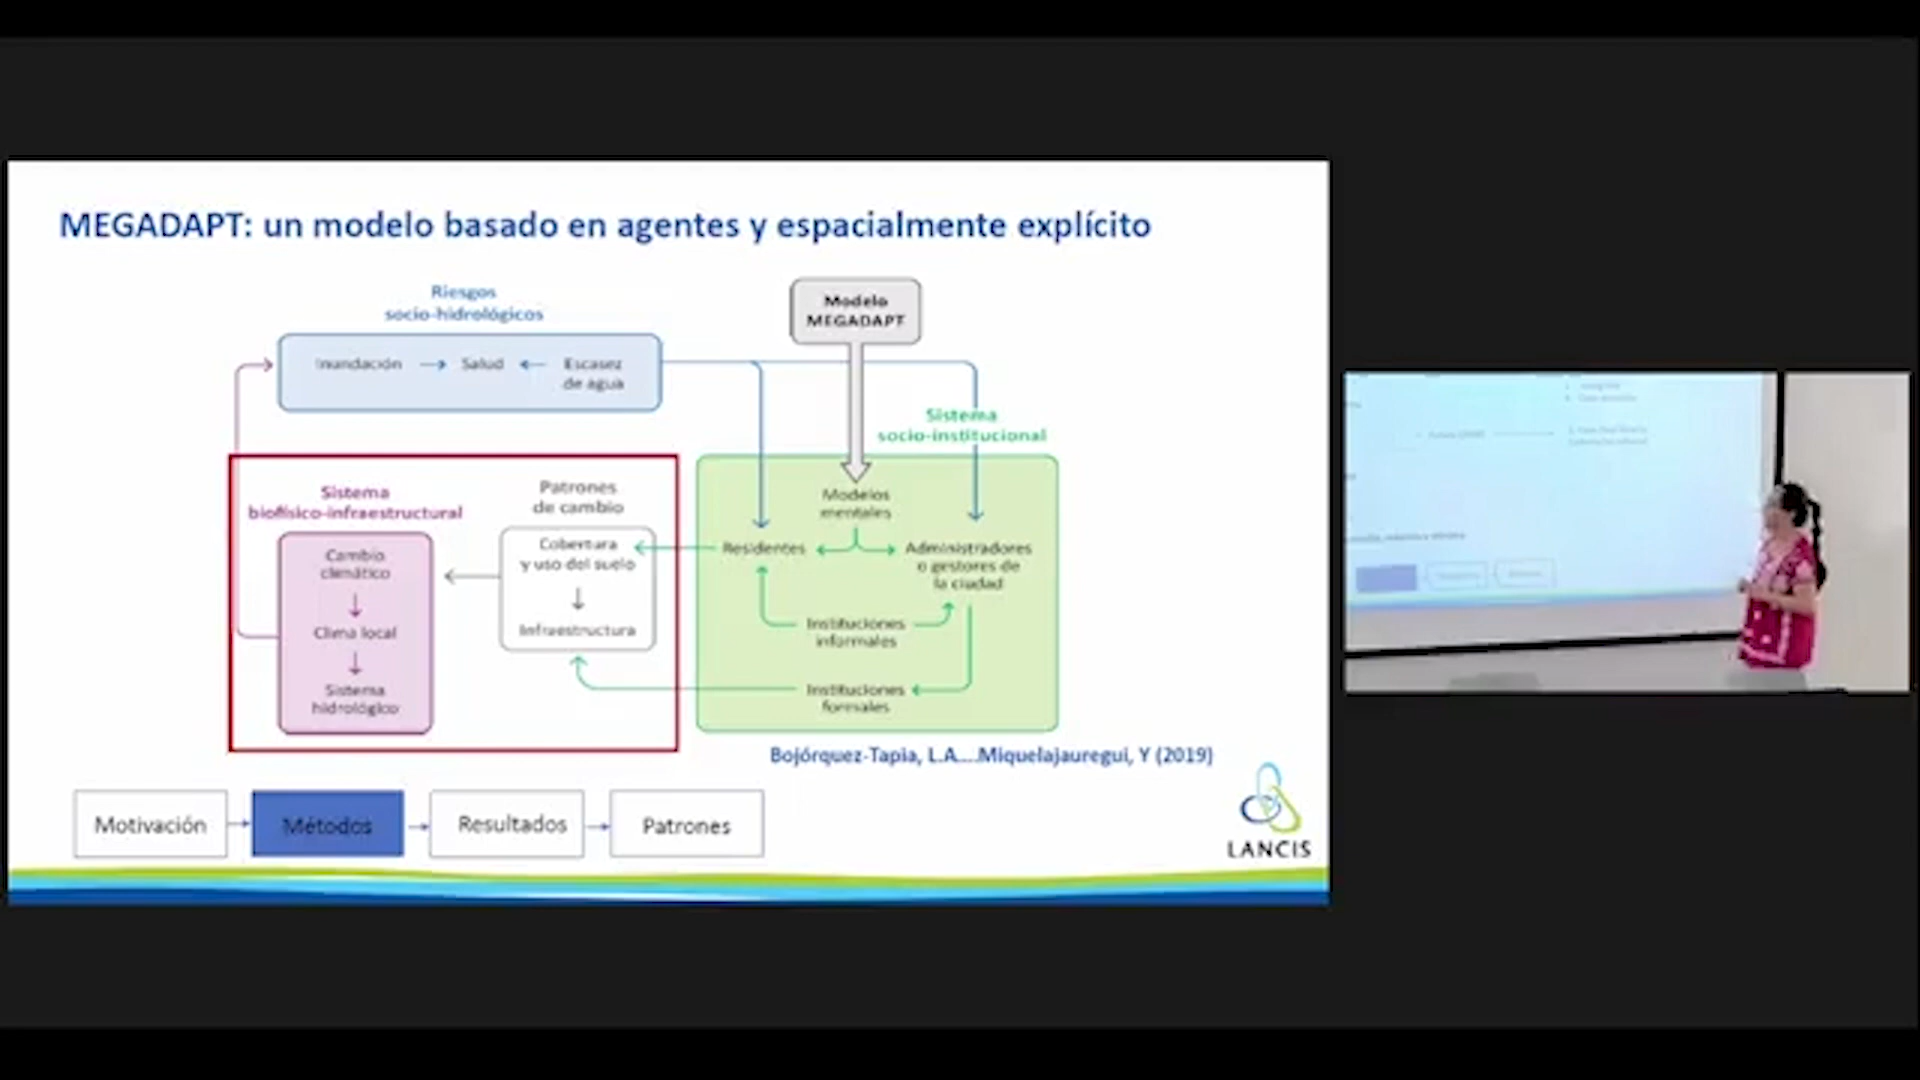 MEGADAPT: un modelo basado en agentes y espacialmente explícito
Riesgos
socio-hidrológicos
Inundación
Salud
Escasez
de agua
Modelo
MEGADAPT
Sistema
socio-institucional
Sistema
biofísico-infraestructural
Cambio
climático
Clima local
Sistema
hidrológico
Patrones
de cambio
Cobertura
y uso del suelo
Infraestructura
Modelos
mentales
Residentes
Administradores
o gestores de
la ciudad
Instituciones
informales
Instituciones
formales
Bojórquez-Tapia, L.A....Miquelajauregui, Y (2019)
Motivación
Métodos
Resultados
Patrones
LANCIS